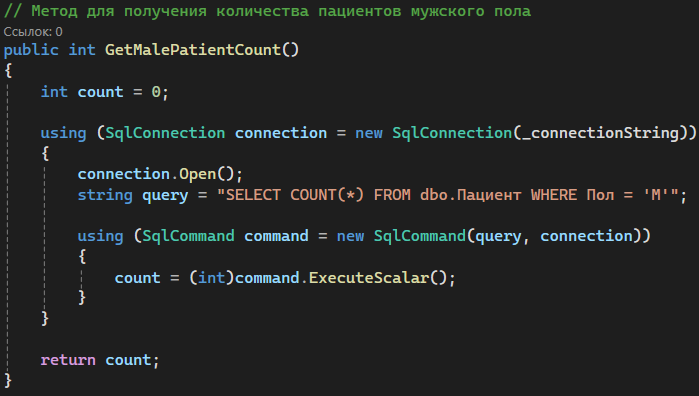 // Метод для получения количества пациентов мужского пола
Ссылок: 0
public int GetMalePatientCount()
{
int count = 0;
using (SqlConnection connection = new SqlConnection(_connectionString))
{
connection.Open();
string query = "SELECT COUNT(*) FROM dbo.Пациент WHERE Пол = 'М'";
using (SqlCommand command = new SqlCommand(query, connection))
{
count = (int)command.ExecuteScalar();
}
}
return count;
}